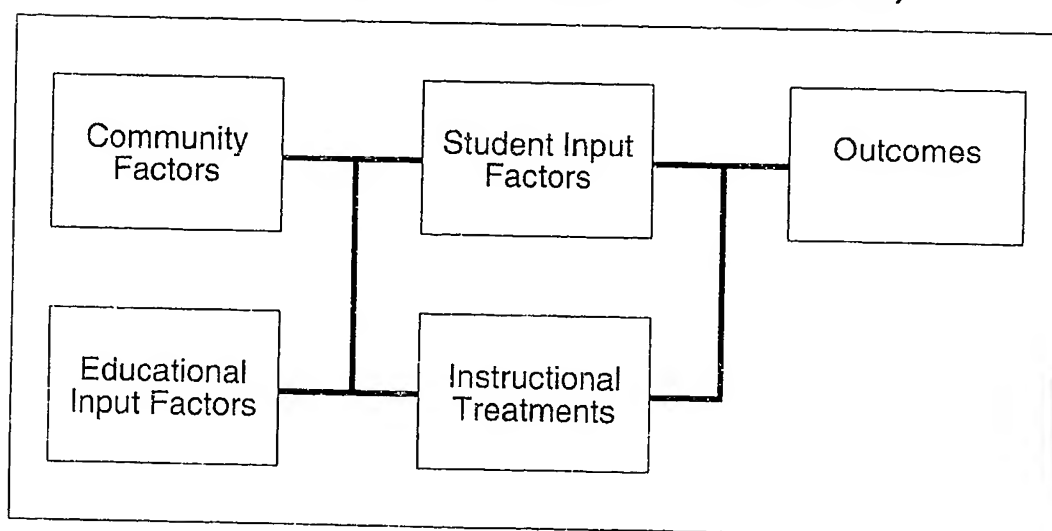 Community
Factors
Student Input
Factors
Outcomes
Educational
Input Factors
Instructional
Treatments